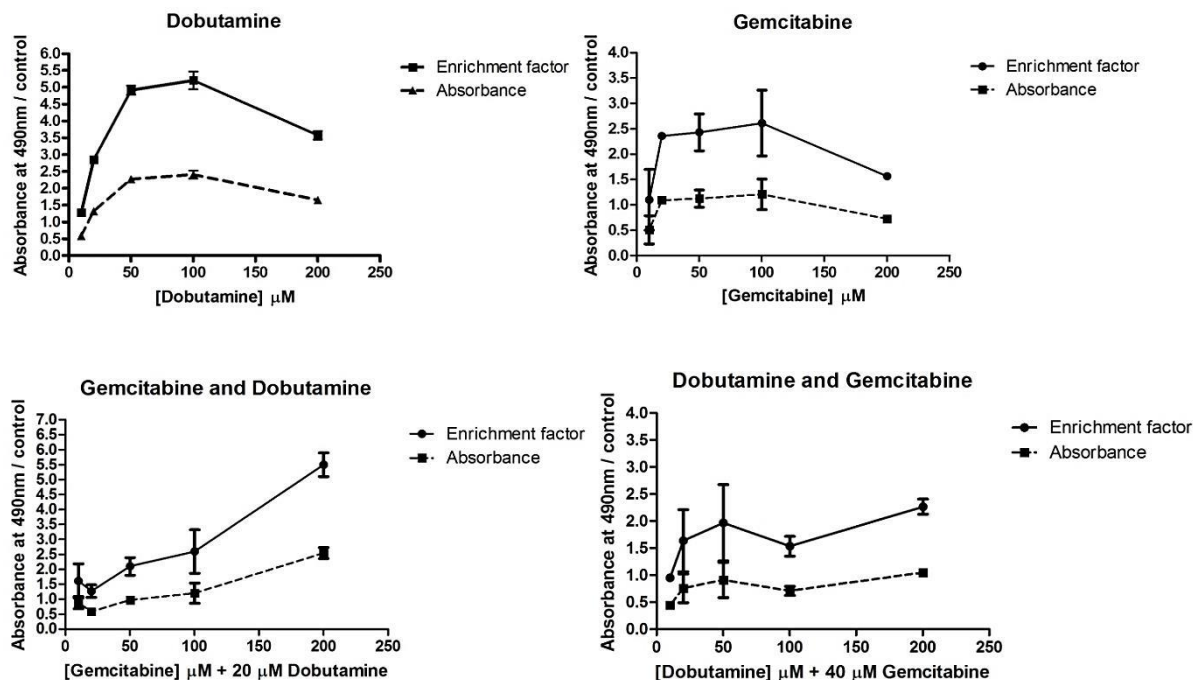 Dobutamine
Absorbance at 490nm / control
6.0
5.5
5.0
4.5
4.0
3.5
3.0
2.5
2.0
1.5
1.0
0.5
0.0
0 50 100 150 200 250
[Dobutamine] µM
Enrichment factor
Absorbance
Gemcitabine
Absorbance at 490nm / control
4.0
3.5
3.0
2.5
2.0
1.5
1.0
0.5
0.0
0 50 100 150 200 250
[Gemcitabine] µM
Enrichment factor
Absorbance
Gemcitabine and Dobutamine
Absorbance at 490nm / control
7.0
6.5
6.0
5.5
5.0
4.5
4.0
3.5
3.0
2.5
2.0
1.5
1.0
0.5
0.0
0 50 100 150 200 250
[Gemcitabine] µM + 20 µM Dobutamine
Enrichment factor
Absorbance
Dobutamine and Gemcitabine
Absorbance at 490nm / control
4.0
3.5
3.0
2.5
2.0
1.5
1.0
0.5
0.0
0 50 100 150 200 250
[Dobutamine] µM + 40 µM Gemcitabine
Enrichment factor
Absorbance